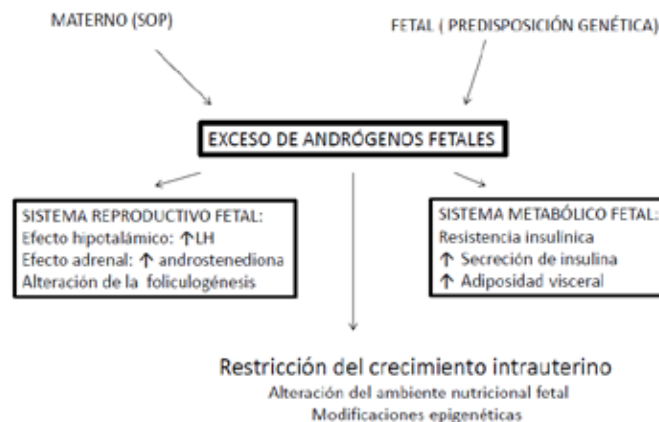 MATERNO (SOP)
FETAL ( PREDISPOSICIÓN GENÉTICA)
EXCESO DE ANDRÓGENOS FETALES
SISTEMA REPRODUCTIVO FETAL:
Efecto hipotalámico: ↑LH
Efecto adrenal: ↑ androstenediona
Alteración de la foliculogénesis
SISTEMA METABÓLICO FETAL:
Resistencia insulínica
↑ Secreción de insulina
↑ Adiposidad visceral
Restricción del crecimiento intrauterino
Alteración del ambiente nutricional fetal
Modificaciones epigenéticas